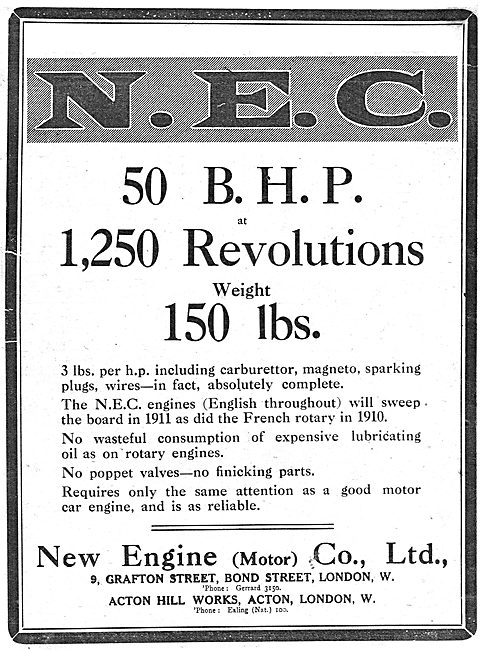 N.E.C.
50 B.H.P.
at
1,250 Revolutions
Weight
150 lbs.
3 lbs. per h.p. including carburettor, magneto, sparking
plugs, wires—in fact, absolutely complete.
The N.E.C. engines (English throughout) will sweep
the board in 1911 as did the French rotary in 1910.
No wasteful consumption of expensive lubricating
oil as on rotary engines.
No poppet valves—no finicking parts.
Requires only the same attention as a good motor
car engine, and is as reliable.
New Engine (Motor) Co., Ltd.,
9, GRAFTON STREET, BOND STREET, LONDON, W.
'Phone: Gerrard 3150.
ACTON HILL WORKS, ACTON, LONDON, W.
'Phone: Ealing (Nat.) 100.